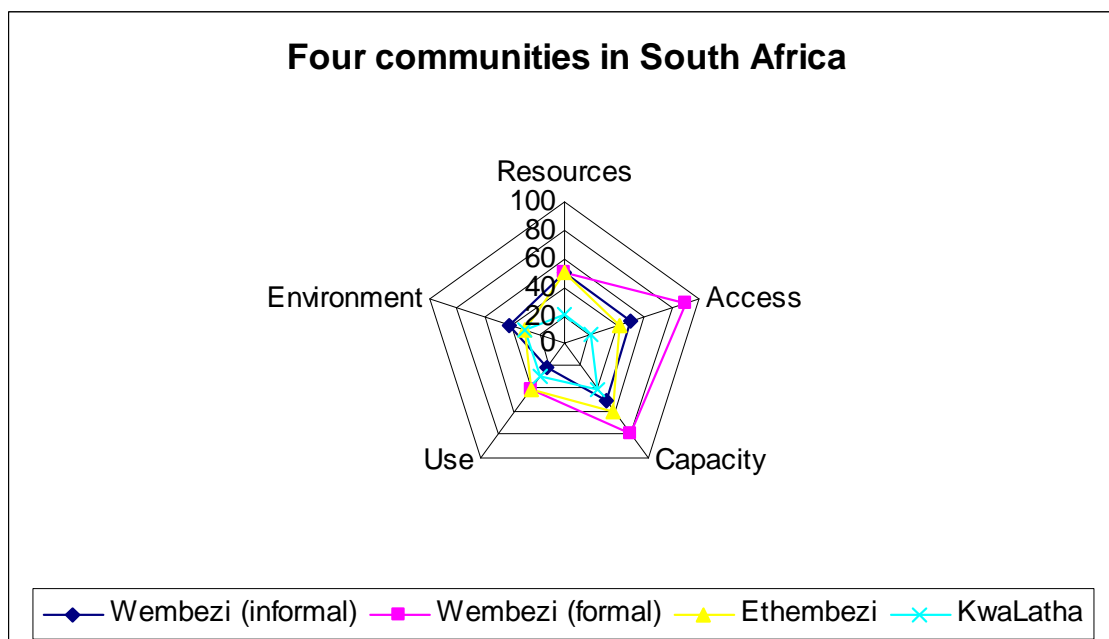 Four communities in South Africa
Resources
100
80
60
40
20
0
Environment
Access
Use
Capacity
Wembezi (informal) Wembezi (formal) Ethembezi KwaLatha